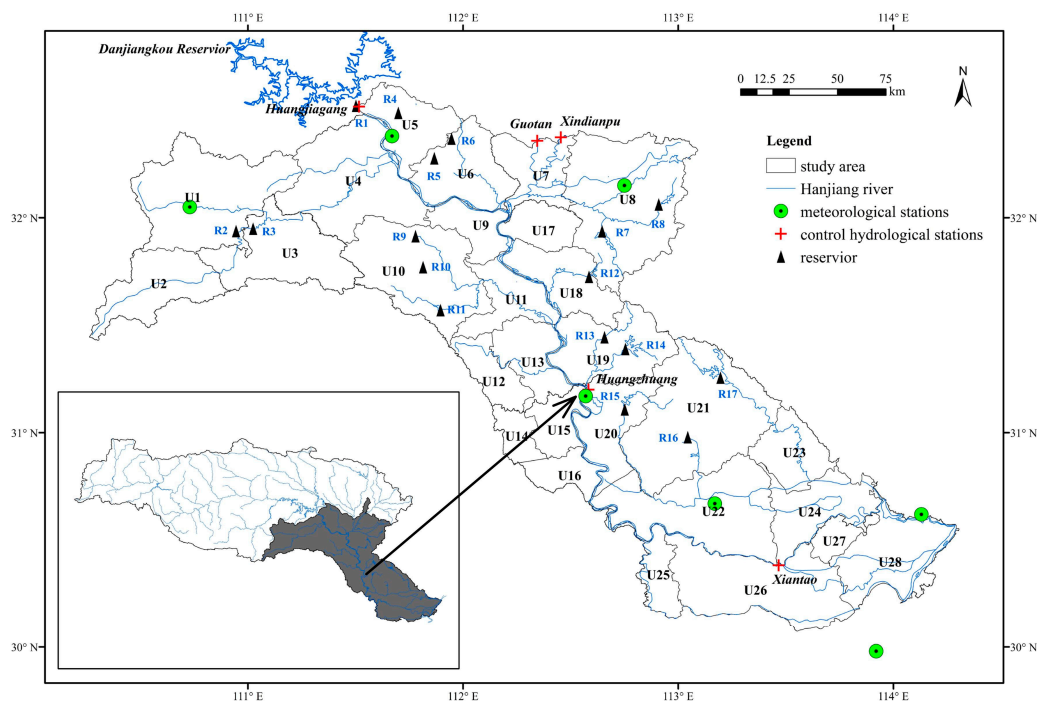 111° E 112° E 113° E 114° E
Danjiangkou Reservior
0 12.5 25 50 75
km
N
R4
Huangjiagang
R1
U5
Guotan
Xindianpu
Legend
R6
study area
U7
R5
U6
Hanjiang river
U4
U1
U8
meteorological stations
32° N
R8
32° N
R2
R3
U9
U17
R7
control hydrological stations
R9
U3
reservior
U10
R10
R12
U2
U18
U11
R11
R13
R14
U13
U19
U12
Huangzhuang
R15
R17
U21
U14
U15
U20
R16
31° N
31° N
U23
U16
U22
U24
U27
U28
U25
Xiantao
U26
30° N
30° N
111° E 112° E 113° E 114° E